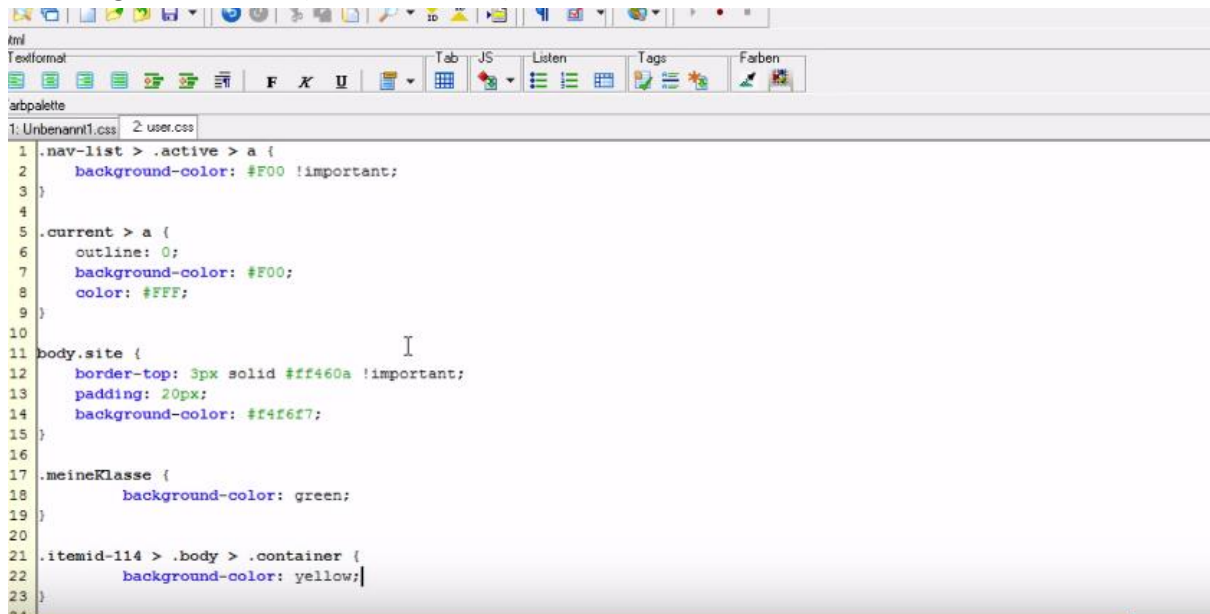 ID
tml
Textformat Tab JS Listen Tags Farben
F K U
arbpalette
1: Unbenannt1.css 2: user.css
1 .nav-list > .active > a {
2 background-color: #F00 !important;
3 }
4
5 .current > a {
6 outline: 0;
7 background-color: #F00;
8 color: #FFF;
9 }
10
11 body.site {
12 border-top: 3px solid #ff460a !important;
13 padding: 20px;
14 background-color: #f4f6f7;
15 }
16
17 .meineKlasse {
18 background-color: green;
19 }
20
21 .itemid-114 > .body > .container {
22 background-color: yellow;
23 }